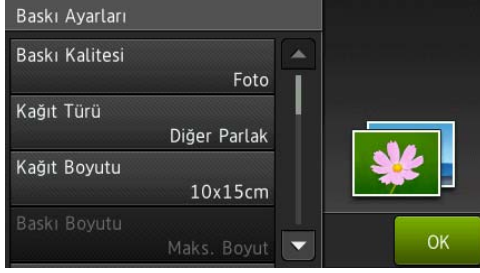 Baskı Ayarları
Baskı Kalitesi
Foto
Kağıt Türü
Diğer Parlak
Kağıt Boyutu
10x15cm
Baskı Boyutu
Maks. Boyut
OK